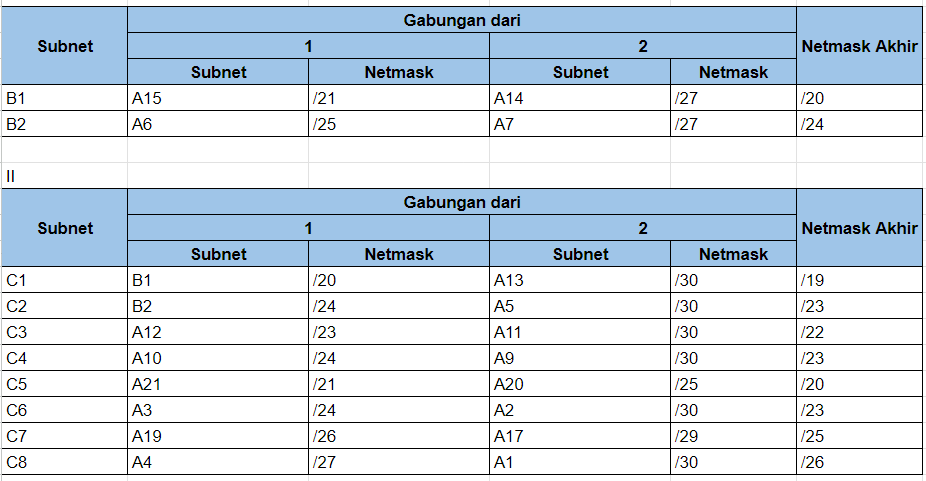 Subnet Gabungan dari Netmask Akhir
1 2
Subnet Netmask Subnet Netmask
B1 A15 /21 A14 /27 /20
B2 A6 /25 A7 /27 /24
II
Subnet Gabungan dari Netmask Akhir
1 2
Subnet Netmask Subnet Netmask
C1 B1 /20 A13 /30 /19
C2 B2 /24 A5 /30 /23
C3 A12 /23 A11 /30 /22
C4 A10 /24 A9 /30 /23
C5 A21 /21 A20 /25 /20
C6 A3 /24 A2 /30 /23
C7 A19 /26 A17 /29 /25
C8 A4 /27 A1 /30 /26